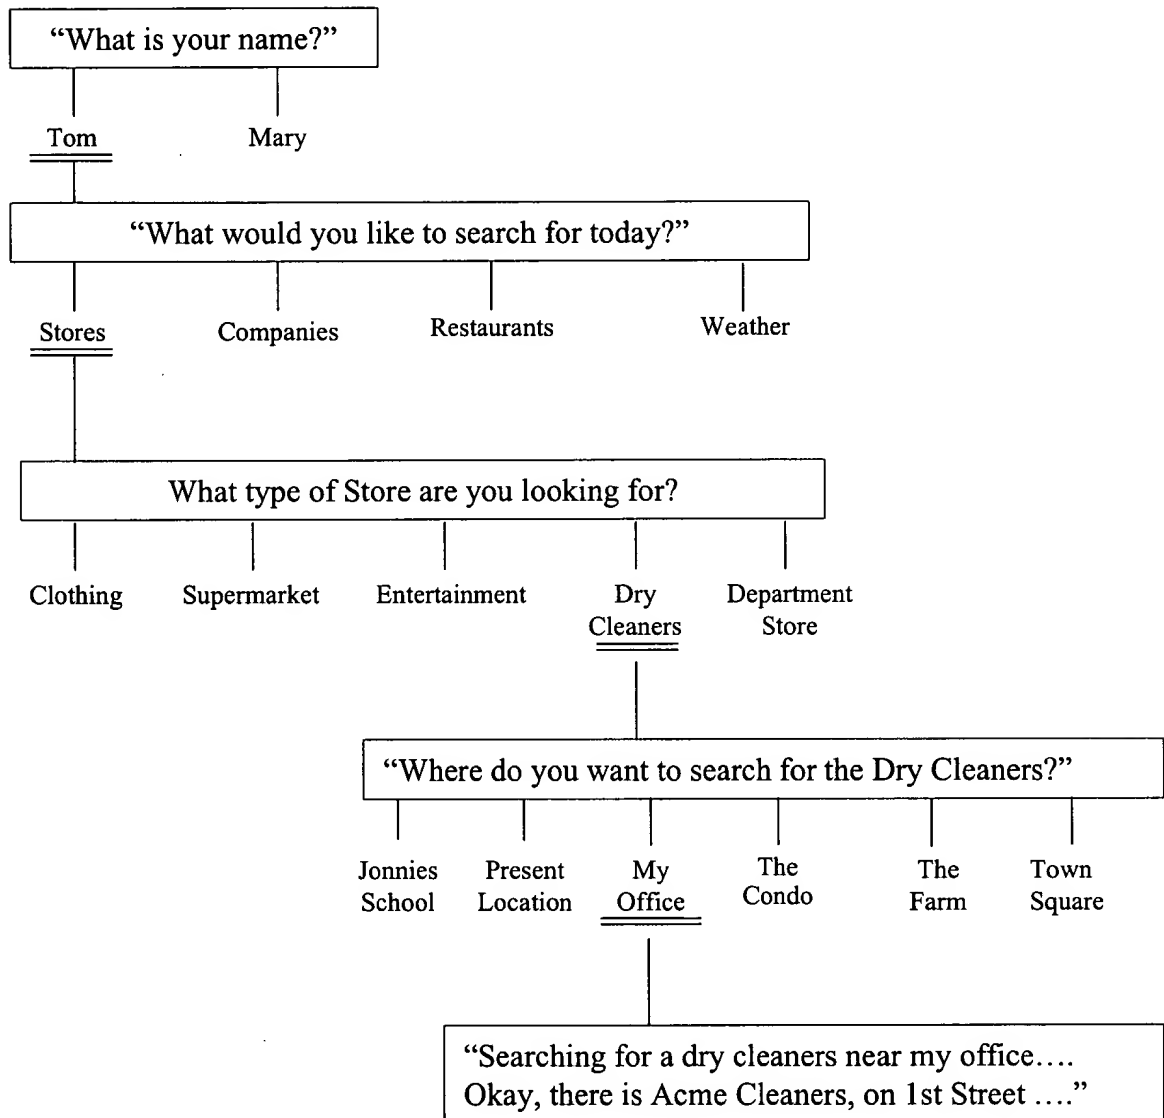 “What is your name?”
Tom Mary
“What would you like to search for today?”
Stores Companies Restaurants Weather
What type of Store are you looking for?
Clothing Supermarket Entertainment Dry Department
Cleaners Store
“Where do you want to search for the Dry Cleaners?”
Jonnies Present My The The Town
School Location Office Condo Farm Square
“Searching for a dry cleaners near my office....
Okay, there is Acme Cleaners, on 1st Street ....”